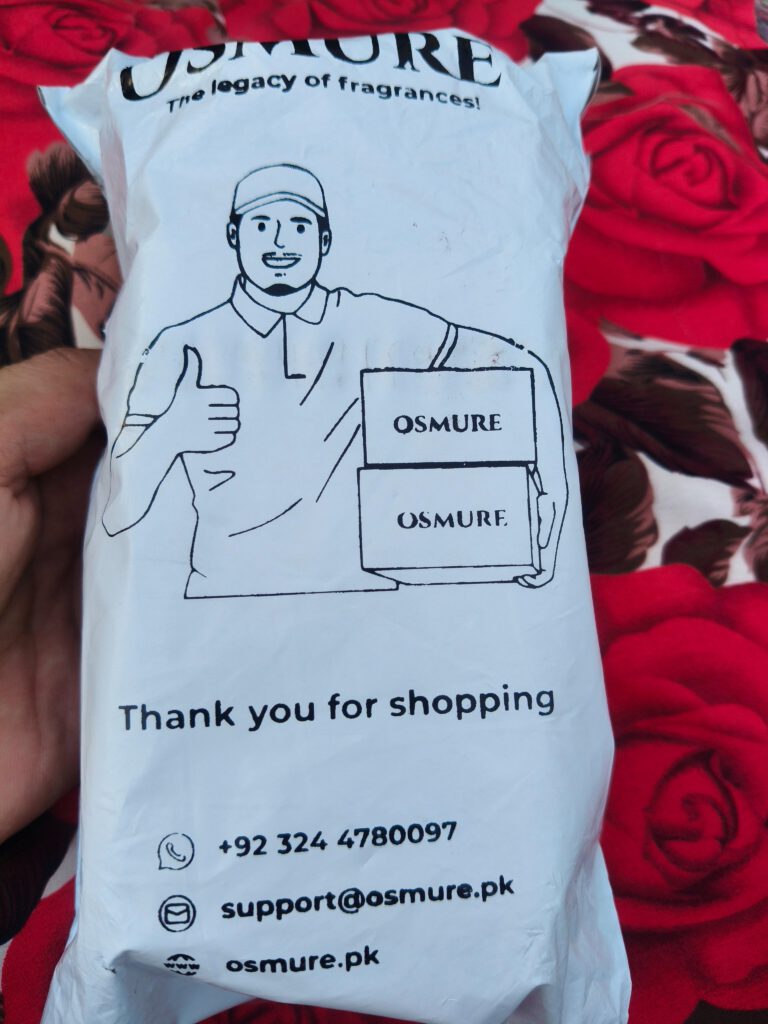 OSMURE
The legacy of fragrances!
OSMURE
OSMURE
Thank you for shopping
+92 324 4780097
support@osmure.pk
www
osmure.pk